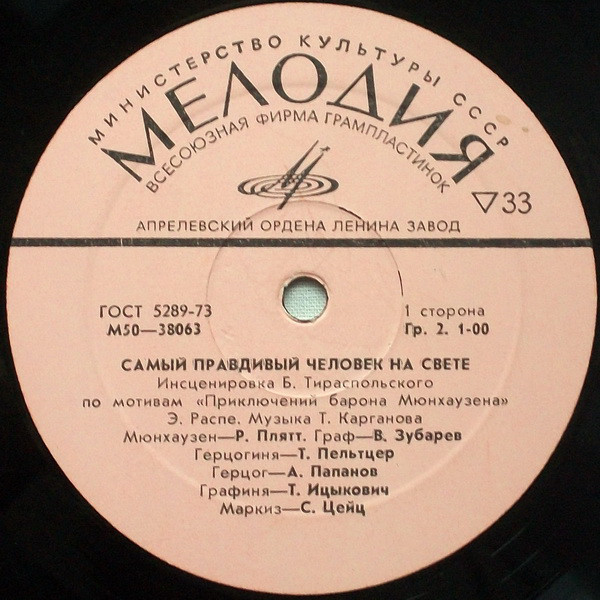 МИНИСТЕРСТВО КУЛЬТУРЫ СССР
МЕЛОДИЯ
ВСЕСОЮЗНАЯ ФИРМА ГРАМПЛАСТИНОК
▽33
АПРЕЛЕВСКИЙ ОРДЕНА ЛЕНИНА ЗАВОД
ГОСТ 5289-73 1 сторона
М50—38063 Гр. 2. 1-00
САМЫЙ ПРАВДИВЫЙ ЧЕЛОВЕК НА СВЕТЕ
Инсценировка Б. Тираспольского
по мотивам «Приключений барона Мюнхаузена»
Э. Распе. Музыка Т. Карганова
Мюнхаузен—Р. Плятт. Граф—В. Зубарев
Герцогиня—Т. Пельтцер
Герцог—А. Папанов
Графиня—Т. Ицыкович
Маркиз—С. Цейц